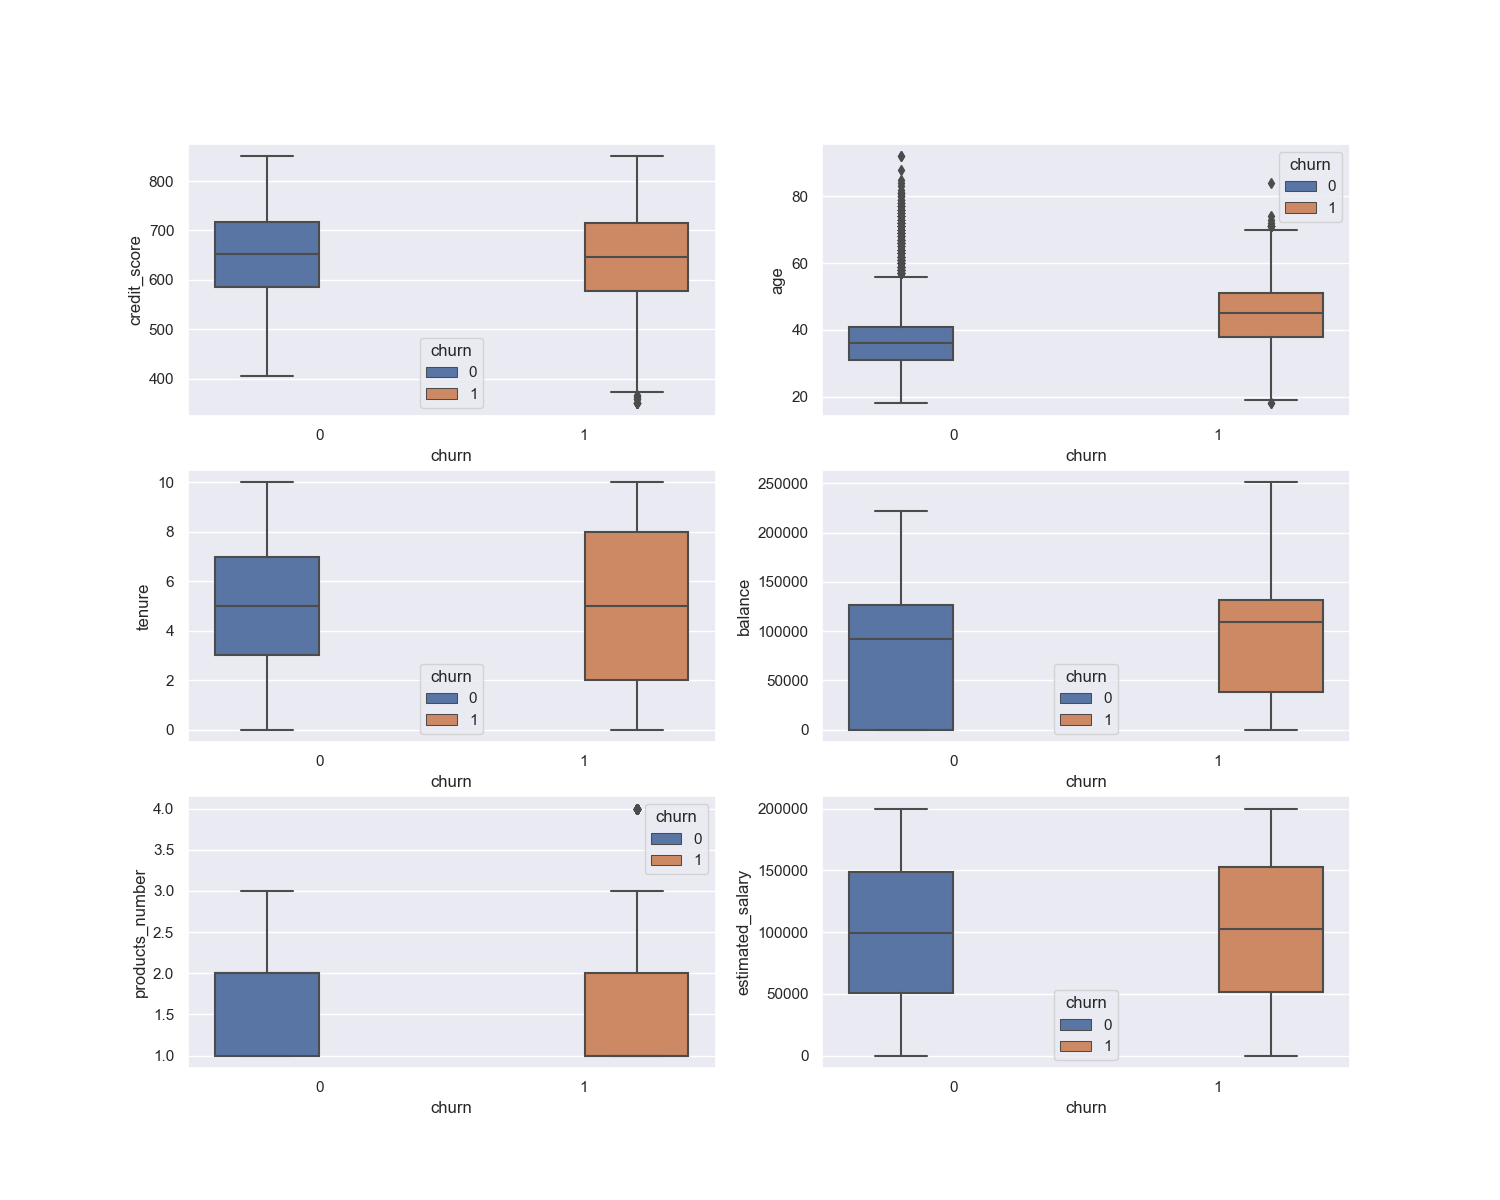 credit_score
800
700
600
500
400
churn
0
1
0 1
churn
age
80
60
40
20
churn
0
1
0 1
churn
tenure
10
8
6
4
2
0
churn
0
1
0 1
churn
balance
250000
200000
150000
100000
50000
0
churn
0
1
0 1
churn
products_number
4.0
3.5
3.0
2.5
2.0
1.5
1.0
churn
0
1
0 1
churn
estimated_salary
200000
150000
100000
50000
0
churn
0
1
0 1
churn